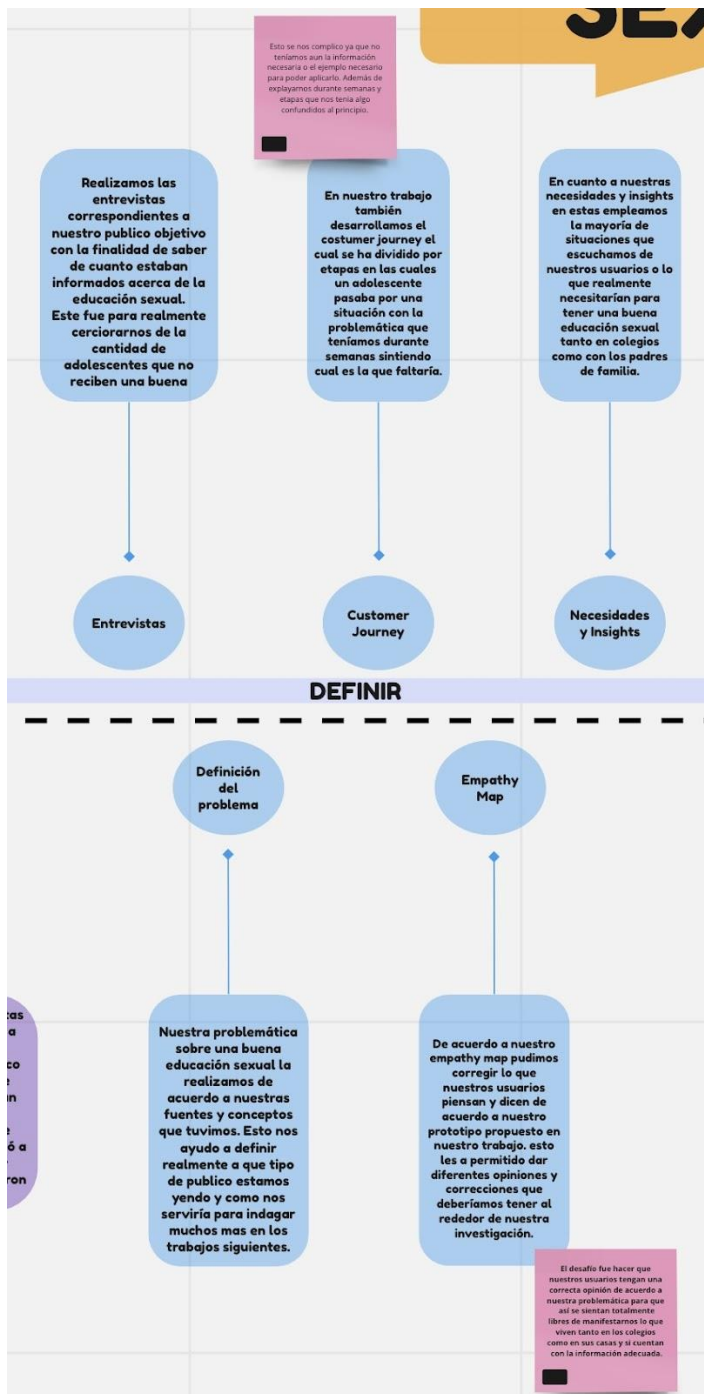 SEX
Esto se nos complico ya que no
teníamos aun la información
necesaria o el ejemplo necesario
para poder aplicarlo. Además de
explayarnos durante semanas y
etapas que nos tenia algo
confundidos al principio.
Realizamos las
entrevistas
correspondientes a
nuestro publico objetivo
con la finalidad de saber
de cuanto estaban
informados acerca de la
educación sexual.
Este fue para realmente
cerciorarnos de la
cantidad de
adolescentes que no
reciben una buena
En nuestro trabajo
también
desarrollamos el
costumer journey el
cual se ha dividido por
etapas en las cuales
un adolescente
pasaba por una
situación con la
problemática que
teníamos durante
semanas sintiendo
cual es la que faltaría.
En cuanto a nuestras
necesidades y insights
en estas empleamos
la mayoría de
situaciones que
escuchamos de
nuestros usuarios o lo
que realmente
necesitarían para
tener una buena
educación sexual
tanto en colegios
como con los padres
de familia.
Entrevistas
Customer
Journey
Necesidades
y Insights
DEFINIR
Definición
del
problema
Empathy
Map
Nuestra problemática
sobre una buena
educación sexual la
realizamos de
acuerdo a nuestras
fuentes y conceptos
que tuvimos. Esto nos
ayudo a definir
realmente a que tipo
de publico estamos
yendo y como nos
serviría para indagar
muchos mas en los
trabajos siguientes.
De acuerdo a nuestro
empathy map pudimos
corregir lo que
nuestros usuarios
piensan y dicen de
acuerdo a nuestro
prototipo propuesto en
nuestro trabajo. esto
les a permitido dar
diferentes opiniones y
correcciones que
deberíamos tener al
rededor de nuestra
investigación.
El desafío fue hacer que
nuestros usuarios tengan una
correcta opinión de acuerdo a
nuestra problemática para que
así se sientan totalmente
libres de manifestarnos lo que
viven tanto en los colegios
como en sus casas y si cuentan
con la información adecuada.